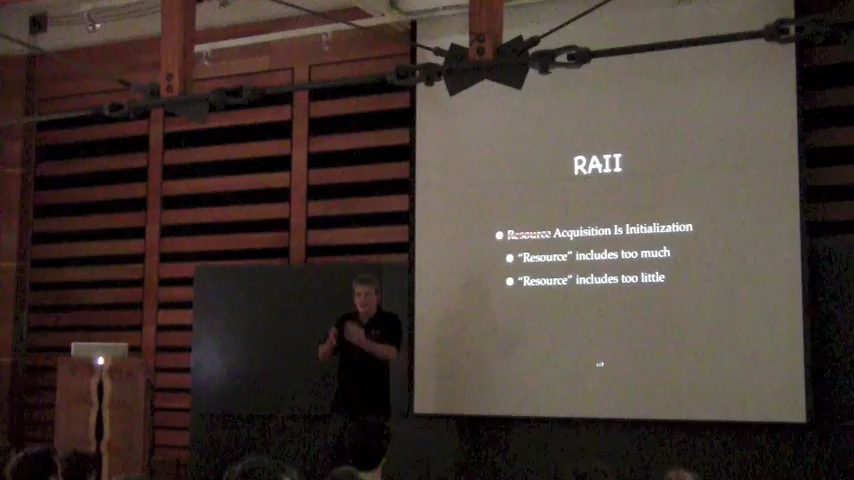 RAII
Resource Acquisition Is Initialization
"Resource" includes too much
"Resource" includes too little